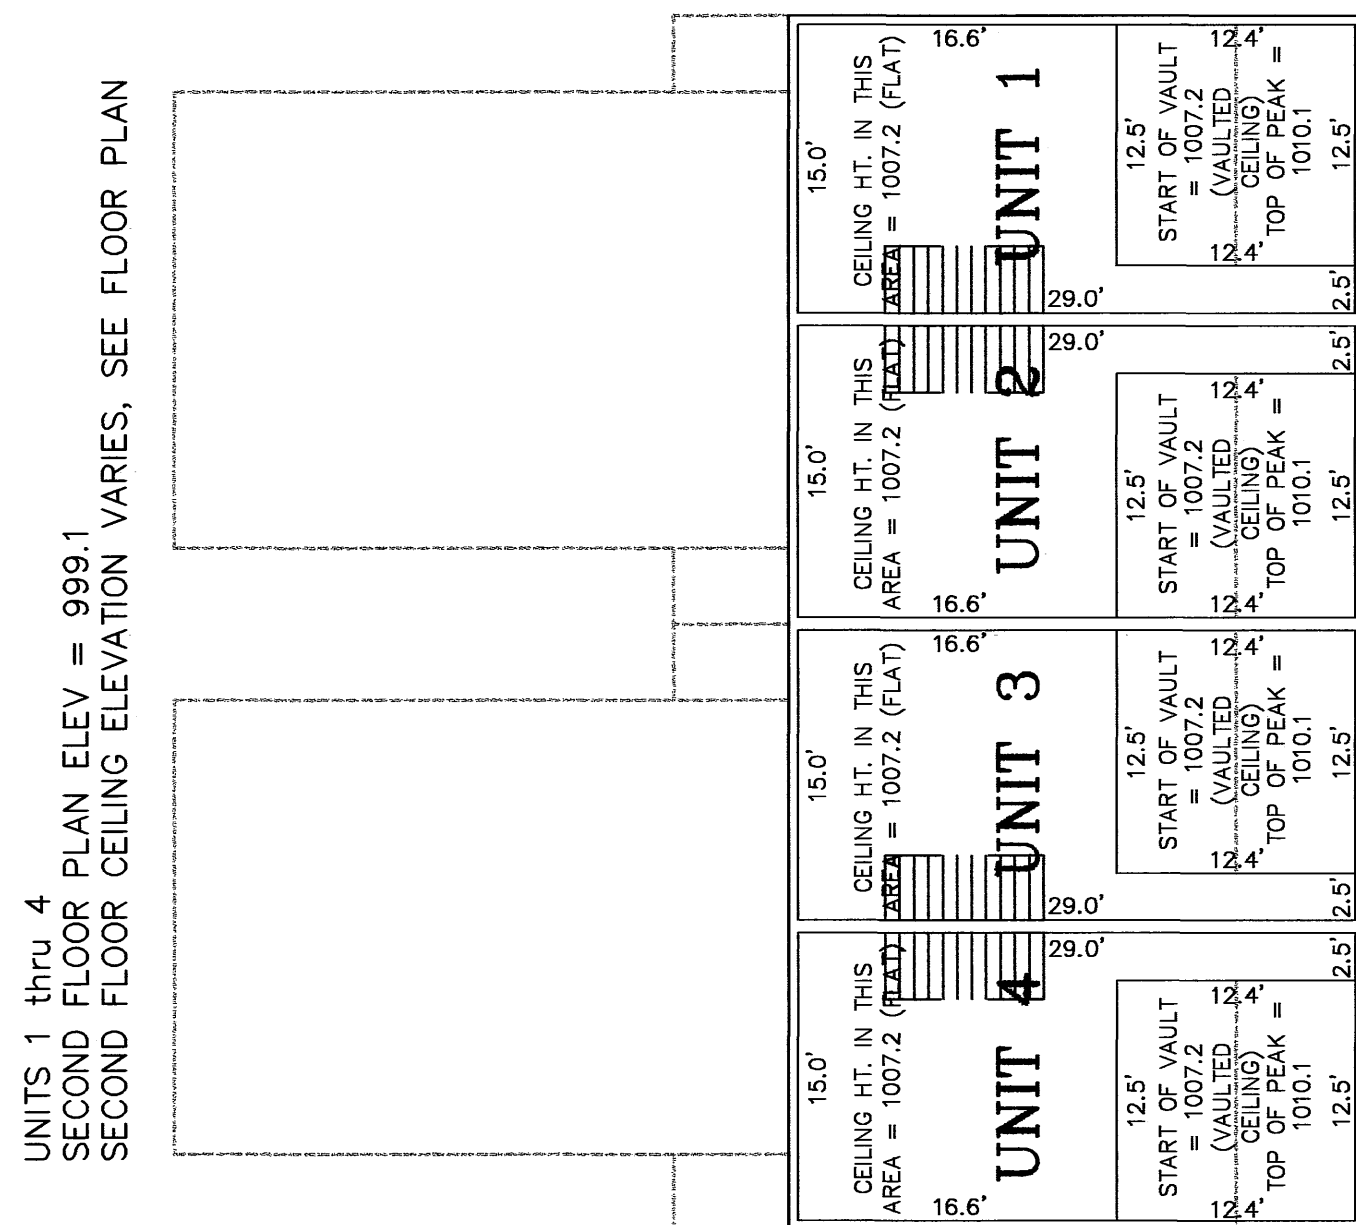 UNITS 1 thru 4
SECOND FLOOR PLAN ELEV = 999.1
SECOND FLOOR CEILING ELEVATION VARIES, SEE FLOOR PLAN
16.6'
15.0'
CEILING HT. IN THIS
AREA = 1007.2 (FLAT)
UNIT 1
29.0'
12.4'
12.5'
START OF VAULT
= 1007.2
(VAULTED
CEILING)
TOP OF PEAK =
1010.1
12.5'
12.4'
2.5'
29.0'
15.0'
CEILING HT. IN THIS
AREA = 1007.2 (FLAT)
UNIT 2
16.6'
2.5'
12.4'
12.5'
START OF VAULT
= 1007.2
(VAULTED
CEILING)
TOP OF PEAK =
1010.1
12.5'
12.4'
16.6'
15.0'
CEILING HT. IN THIS
AREA = 1007.2 (FLAT)
UNIT 3
29.0'
12.4'
12.5'
START OF VAULT
= 1007.2
(VAULTED
CEILING)
TOP OF PEAK =
1010.1
12.5'
12.4'
2.5'
29.0'
15.0'
CEILING HT. IN THIS
AREA = 1007.2 (FLAT)
UNIT 4
16.6'
2.5'
12.4'
12.5'
START OF VAULT
= 1007.2
(VAULTED
CEILING)
TOP OF PEAK =
1010.1
12.5'
12.4'